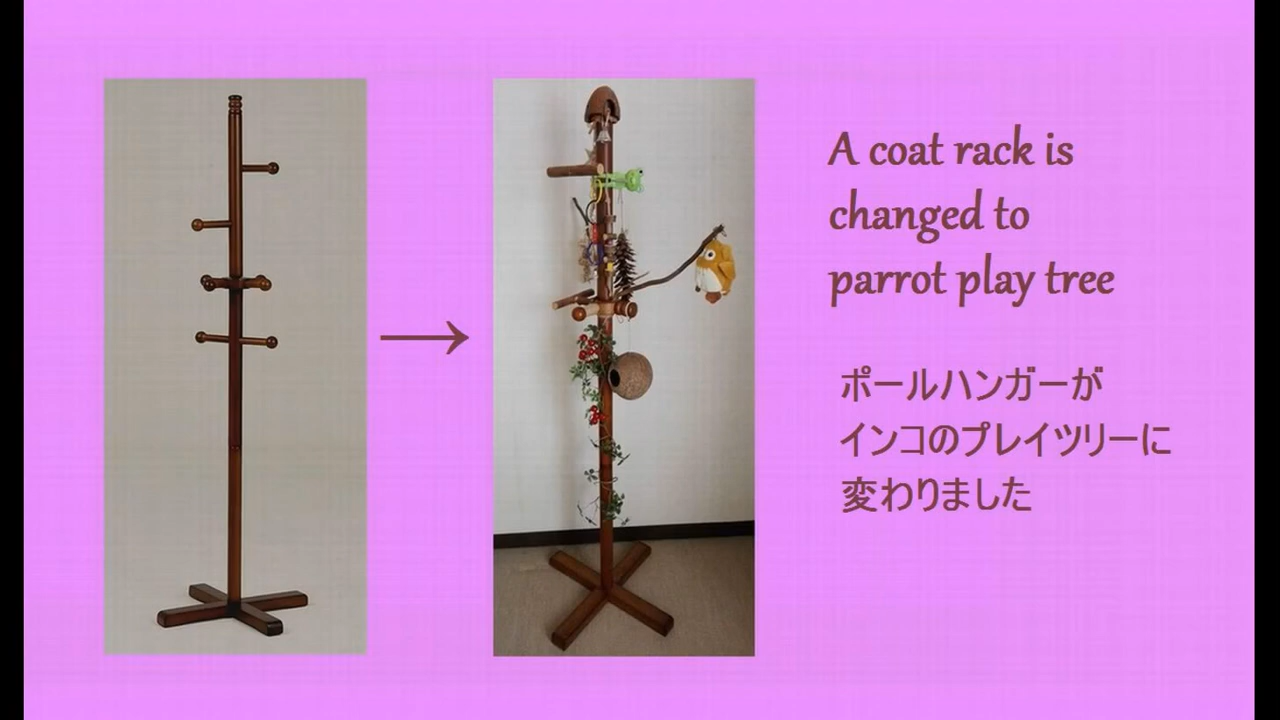 A coat rack is
changed to
parrot play tree
ポールハンガーが
インコのプレイツリーに
変わりました